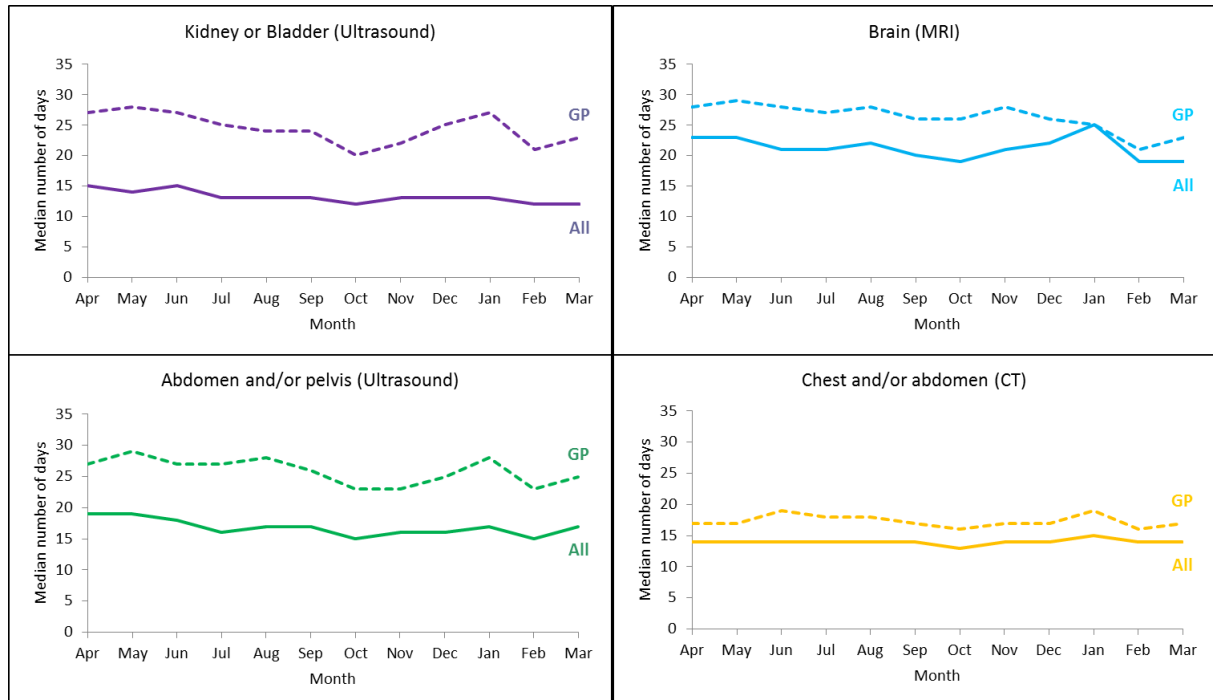 Kidney or Bladder (Ultrasound)
Median number of days
35
30
25
20
15
10
5
0
GP
All
Apr May Jun Jul Aug Sep Oct Nov Dec Jan Feb Mar
Month
Brain (MRI)
Median number of days
35
30
25
20
15
10
5
0
GP
All
Apr May Jun Jul Aug Sep Oct Nov Dec Jan Feb Mar
Month
Abdomen and/or pelvis (Ultrasound)
Median number of days
35
30
25
20
15
10
5
0
GP
All
Apr May Jun Jul Aug Sep Oct Nov Dec Jan Feb Mar
Month
Chest and/or abdomen (CT)
Median number of days
35
30
25
20
15
10
5
0
GP
All
Apr May Jun Jul Aug Sep Oct Nov Dec Jan Feb Mar
Month